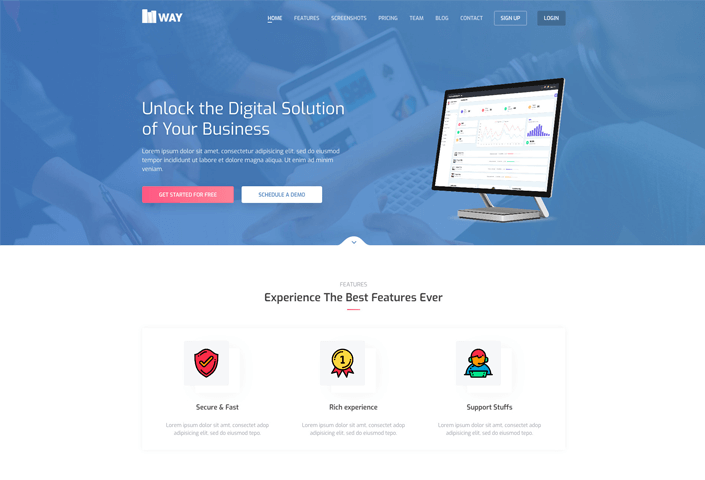 WAY
HOME FEATURES SCREENSHOTS PRICING TEAM BLOG CONTACT SIGN UP LOGIN
Unlock the Digital Solution
of Your Business
Lorem ipsum dolor sit amet, consectetur adipisicing elit, sed do eiusmod
tempor incididunt ut labore et dolore magna aliqua. Ut enim ad minim
veniam.
GET STARTED FOR FREE SCHEDULE A DEMO
FEATURES
Experience The Best Features Ever
1
Secure & Fast Rich experience Support Stuffs
Lorem ipsum dolor sit amet, consectet adop
adipisicing elit, sed do eiusmod tepo.
Lorem ipsum dolor sit amet, consectet adop
adipisicing elit, sed do eiusmod tepo.
Lorem ipsum dolor sit amet, consectet adop
adipisicing elit, sed do eiusmod tepo.